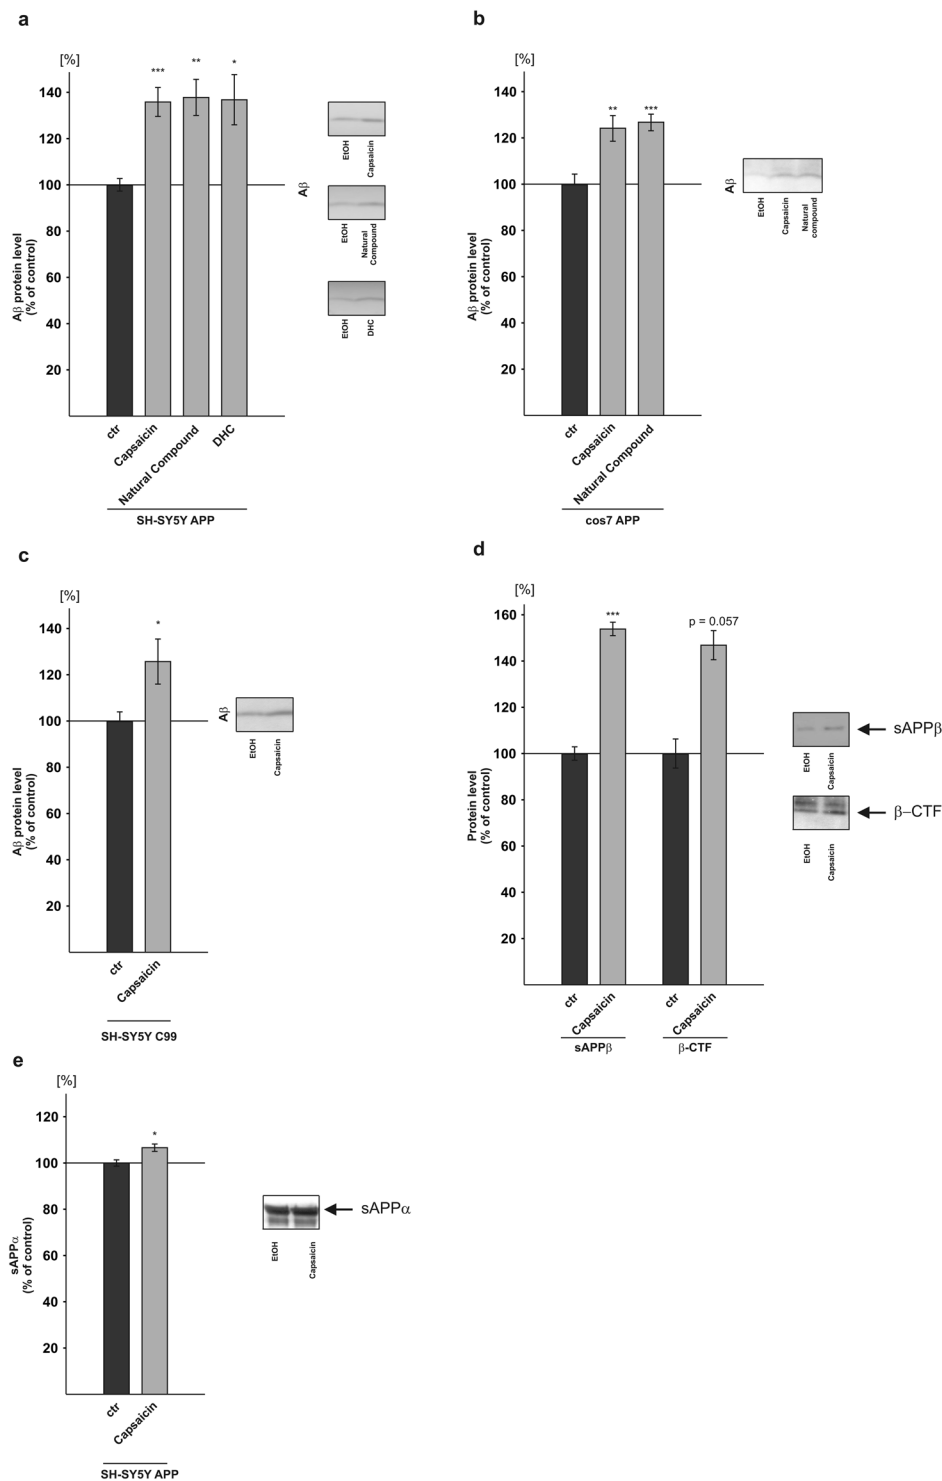 a
[%]
140
120
100
80
60
40
20
Aβ protein level
(% of control)
***
**
*
ctr
Capsaicin
Natural Compound
DHC
SH-SY5Y APP
Aβ
EtOH
Capsaicin
EtOH
Natural
Compound
EtOH
DHC
b
[%]
140
120
100
80
60
40
20
Aβ protein level
(% of control)
**
***
ctr
Capsaicin
Natural Compound
cos7 APP
Aβ
EtOH
Capsaicin
Natural
compound
c
[%]
140
120
100
80
60
40
20
Aβ protein level
(% of control)
*
ctr
Capsaicin
SH-SY5Y C99
Aβ
EtOH
Capsaicin
d
[%]
160
140
120
100
80
60
40
20
Protein level
(% of control)
***
p = 0.057
ctr
Capsaicin
ctr
Capsaicin
sAPPβ
β-CTF
sAPPβ
EtOH
Capsaicin
β–CTF
EtOH
Capsaicin
e
[%]
120
100
80
60
40
20
sAPPα
(% of control)
*
ctr
Capsaicin
SH-SY5Y APP
sAPPα
EtOH
Capsaicin